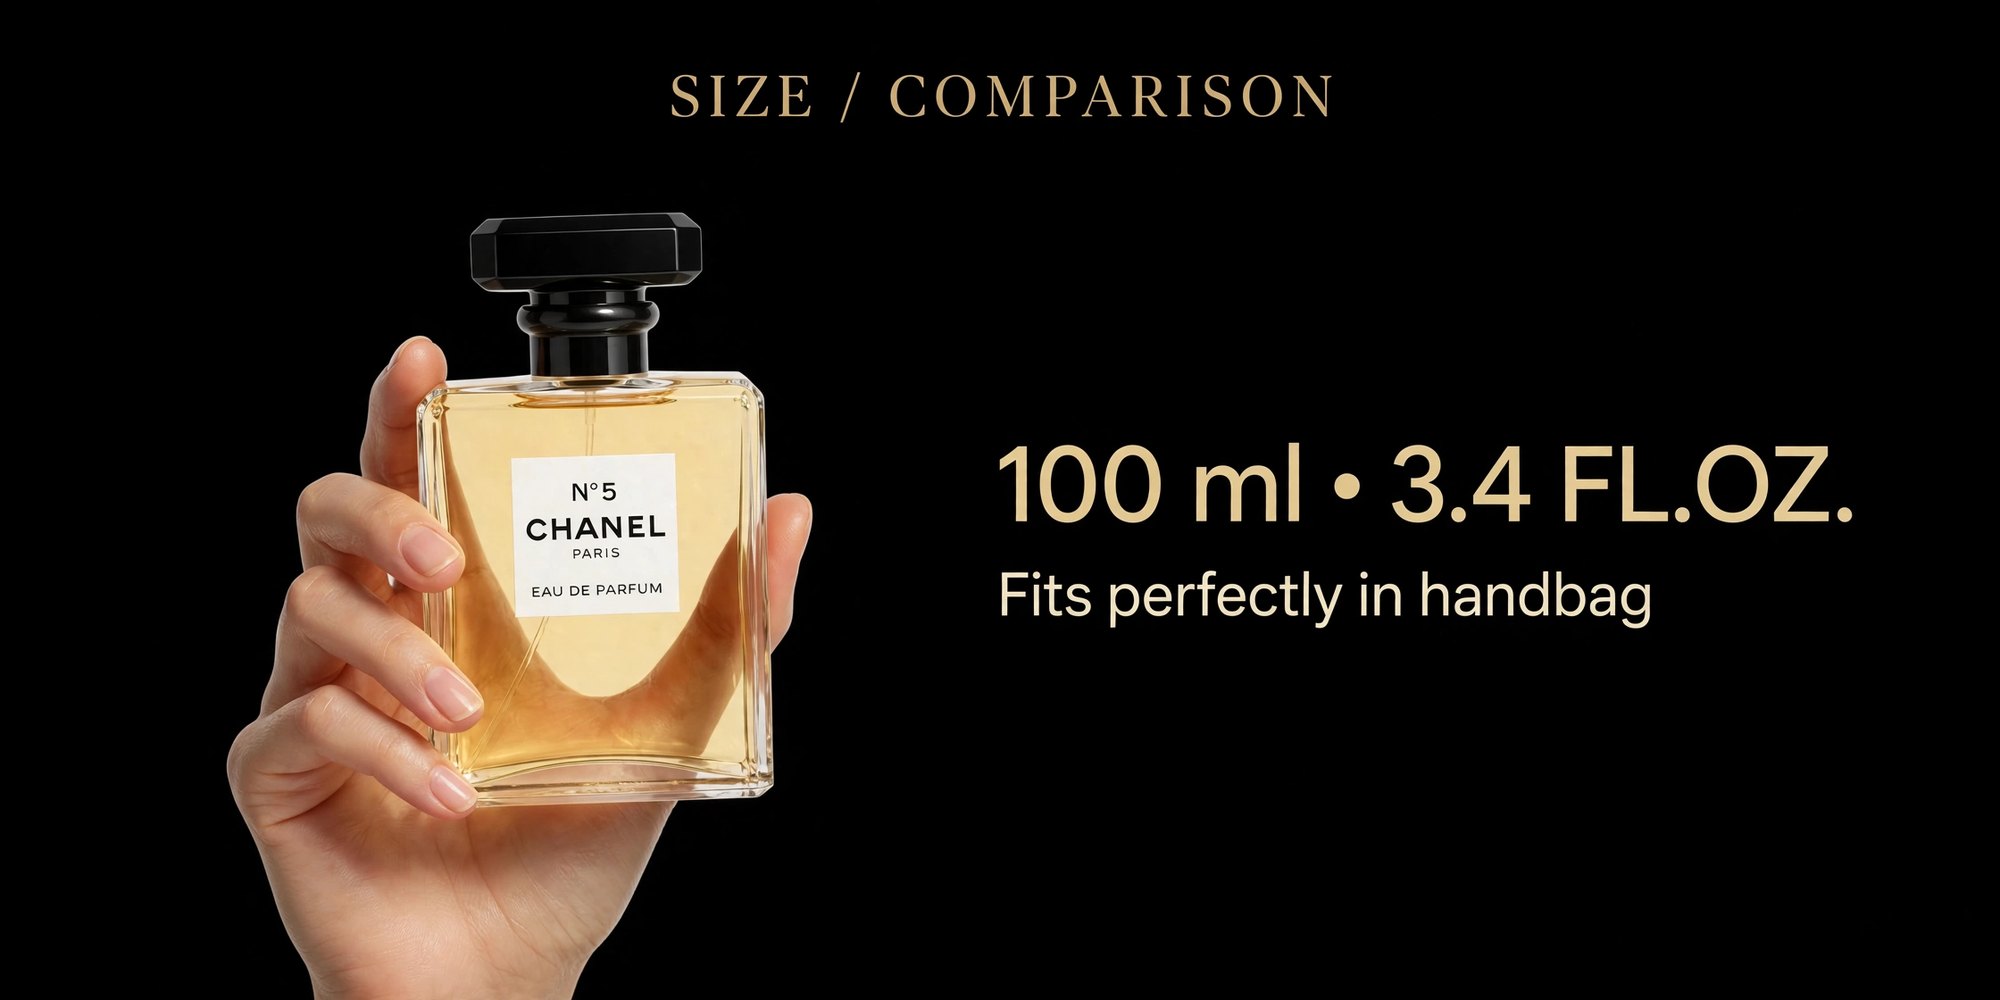 SIZE / COMPARISON
N°5
CHANEL
PARIS
EAU DE PARFUM
100 ml • 3.4 FL.OZ.
Fits perfectly in handbag